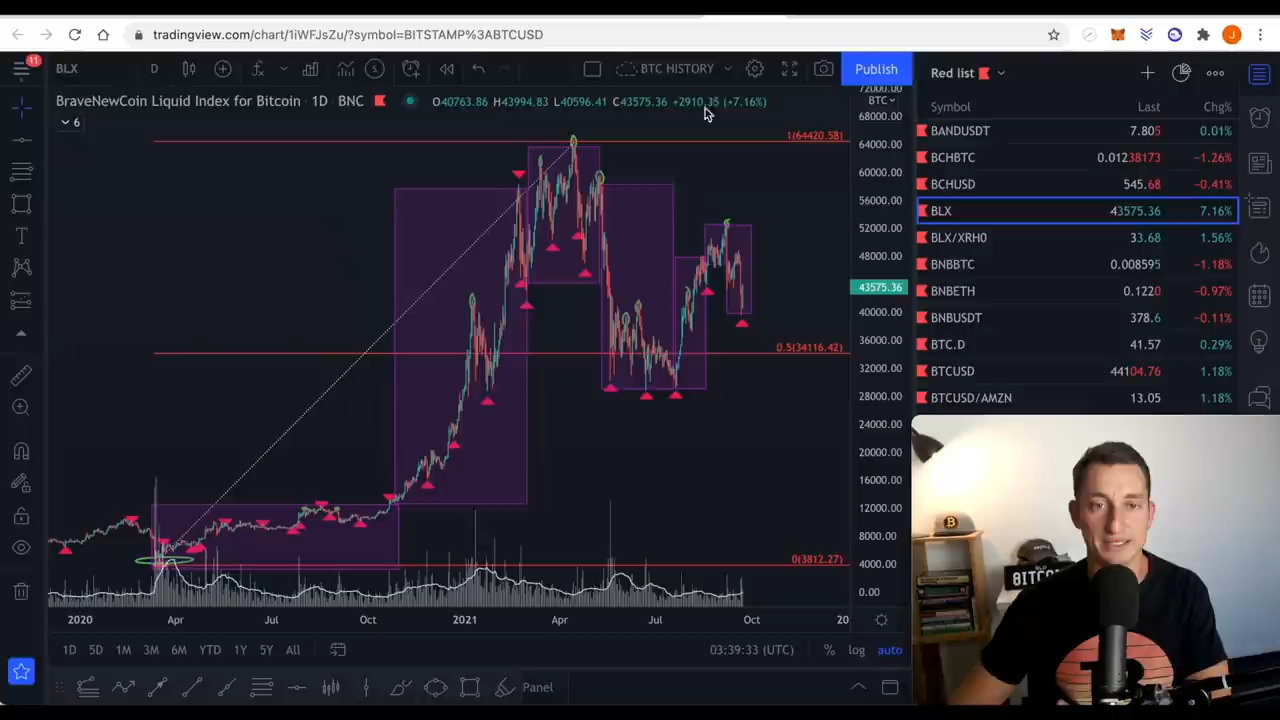 tradingview.com/chart/1iWFJsZu/?symbol=BITSTAMP%3ABTCUSD
J
11
BLX
D
BTC HISTORY
Publish
Red list
BraveNewCoin Liquid Index for Bitcoin · 1D · BNC
O40763.86 H43994.83 L40596.41 C43575.36 +2910.35 (+7.16%)
BTC
6
Symbol Last Chg%
BANDUSDT 7.805 0.01%
BCHBTC 0.01238173 −1.26%
BCHUSD 545.68 −0.41%
BLX 43575.36 7.16%
BLX/XRH0 33.68 1.56%
BNBBTC 0.008595 −1.18%
BNBETH 0.1220 −0.97%
BNBUSDT 378.6 −0.11%
BTC.D 41.57 0.29%
BTCUSD 44104.76 1.18%
BTCUSD/AMZN 13.05 1.18%
1(64420.58)
0.5(34116.42)
0(3812.27)
72000.00
68000.00
64000.00
60000.00
56000.00
52000.00
48000.00
43575.36
40000.00
36000.00
32000.00
28000.00
24000.00
20000.00
16000.00
12000.00
8000.00
4000.00
0.00
2020 Apr Jul Oct 2021 Apr Jul Oct 20
1D 5D 1M 3M 6M YTD 1Y 5Y All
03:39:33 (UTC) % log auto
Panel